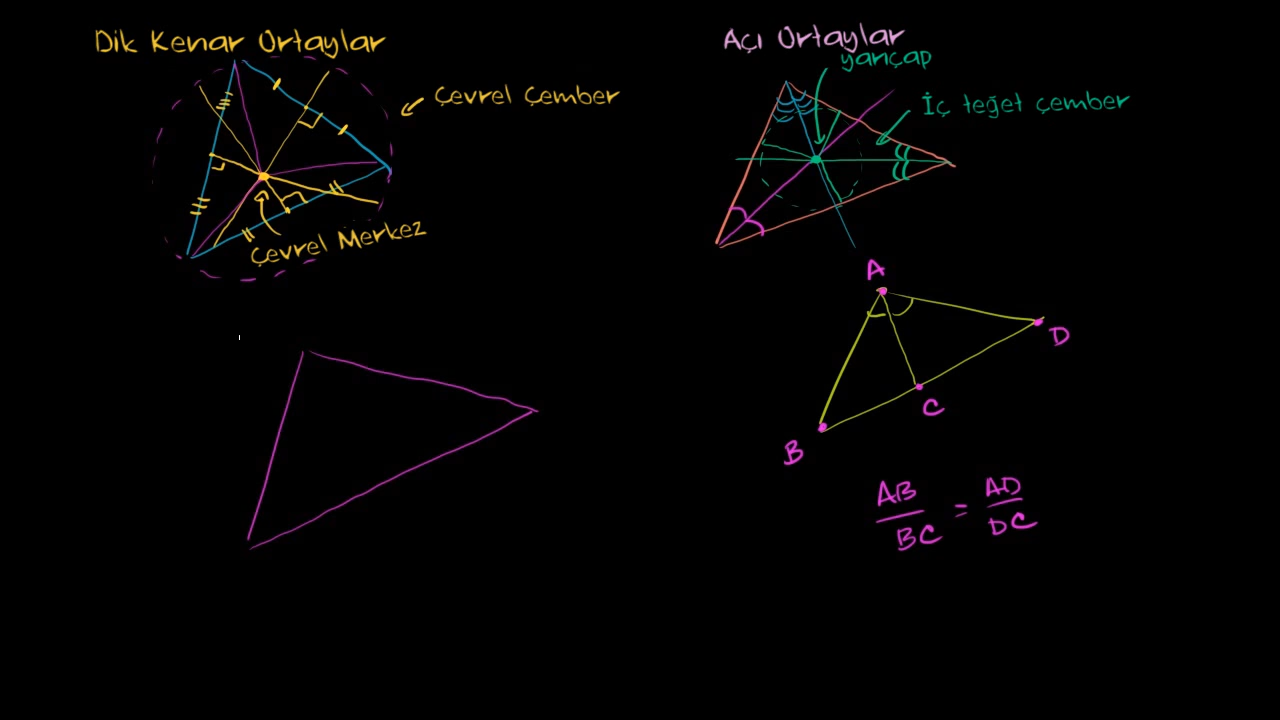 Dik Kenar Ortaylar
Çevrel Çember
Çevrel Merkez
Açı Ortaylar
yarıçap
İç teğet çember
A
D
C
B
AB/BC = AD/DC